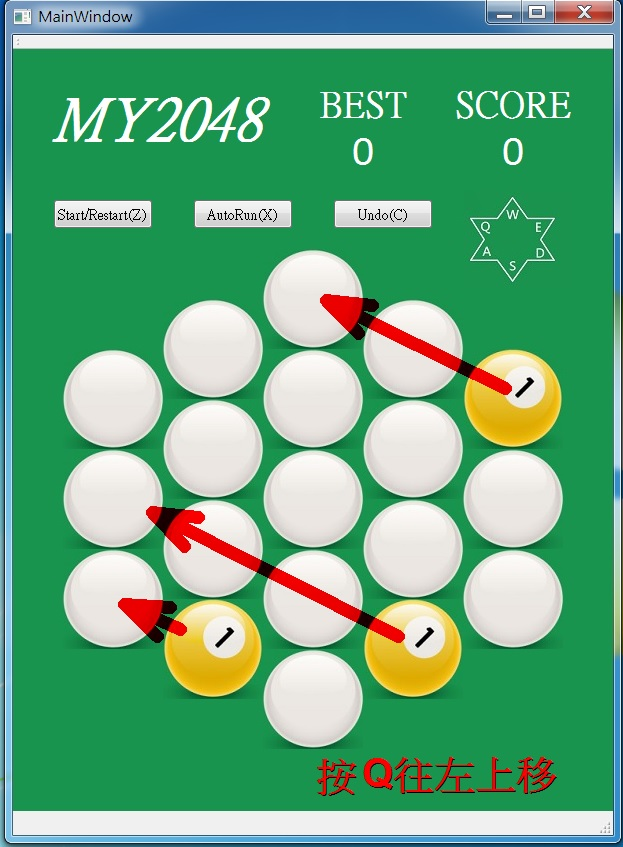 MainWindow
MY2048
BEST
SCORE
0
0
Start/Restart(Z)
AutoRun(X)
Undo(C)
W
Q
E
A
D
S
1
1
1
按Q往左上移